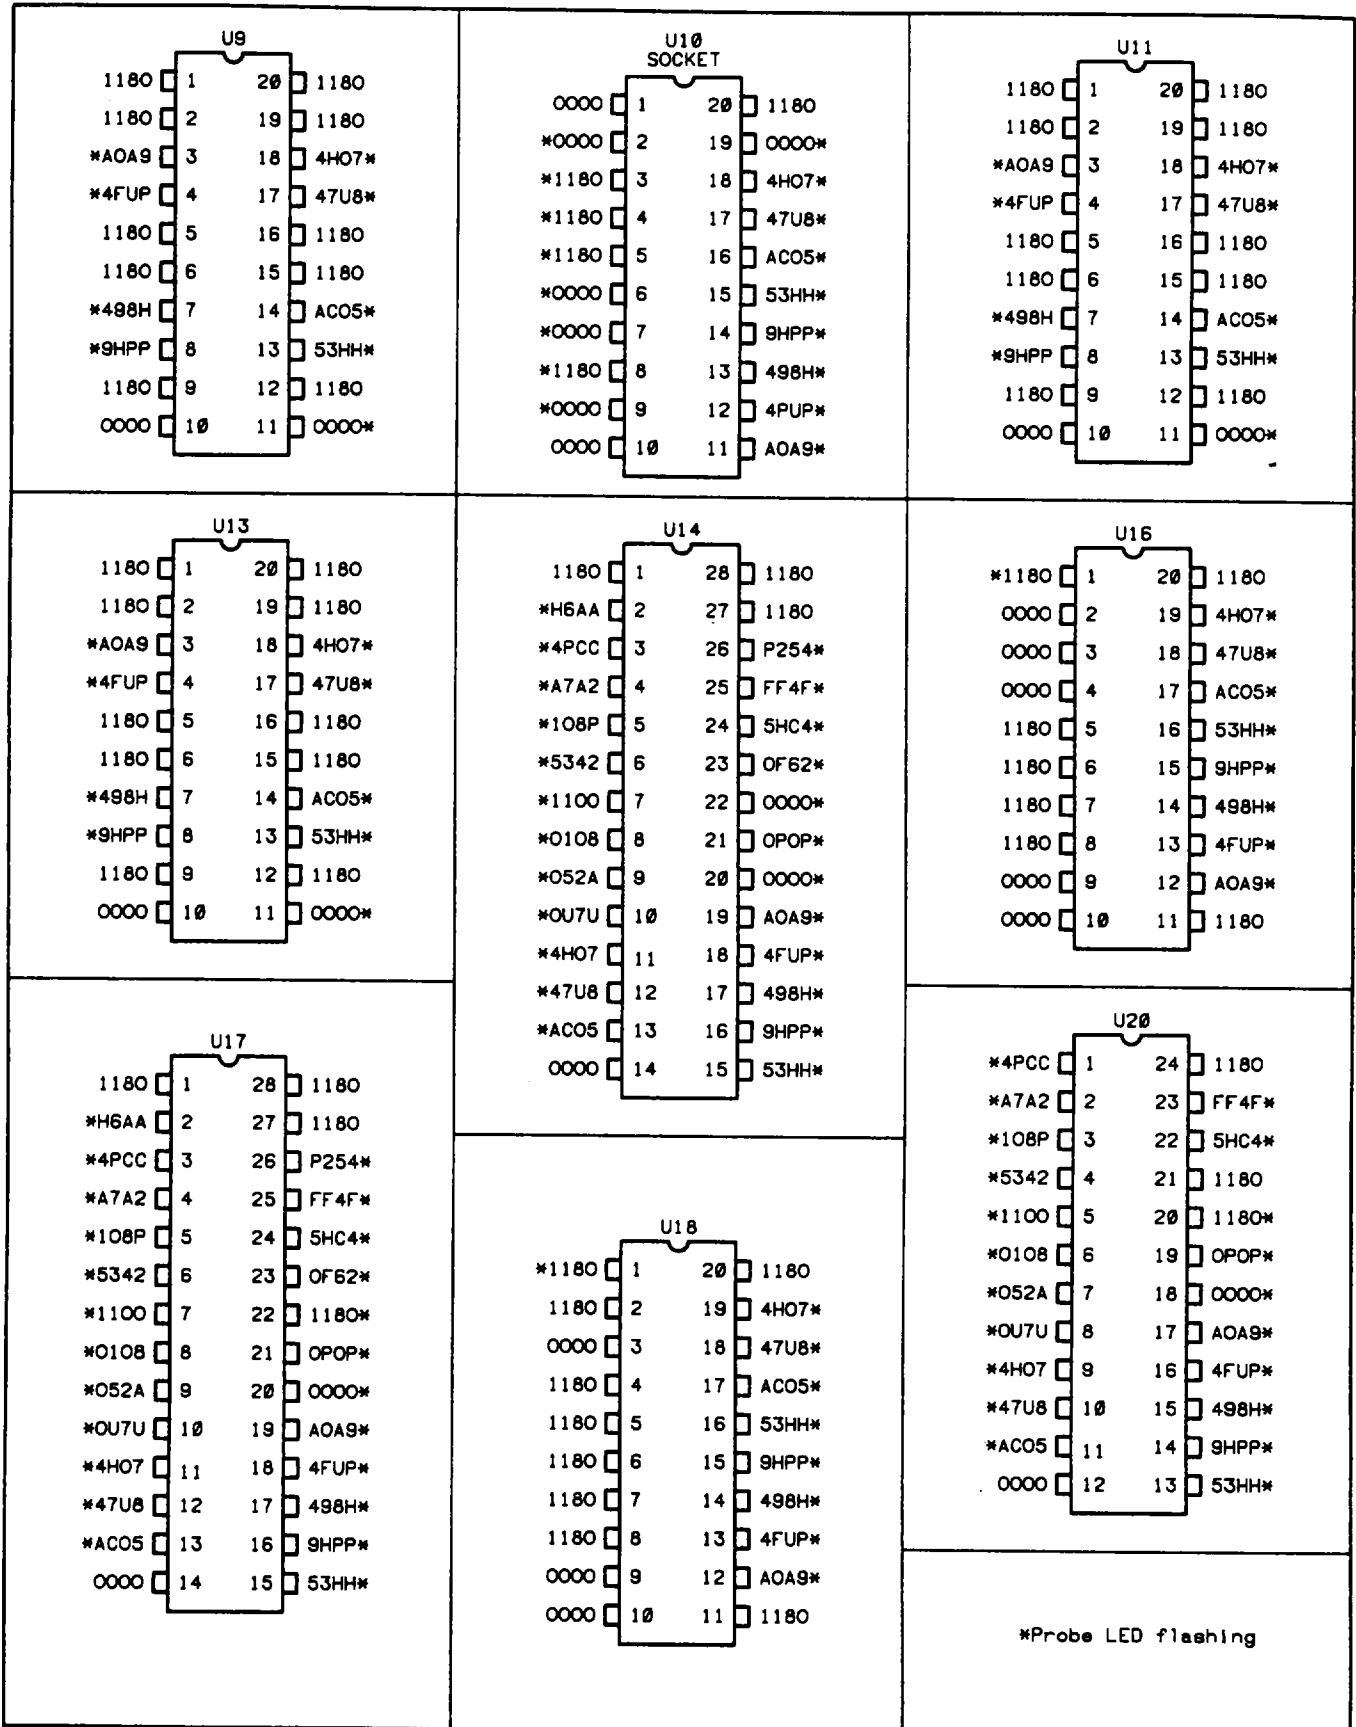 U9
1180 1 20 1180
1180 2 19 1180
*A0A9 3 18 4H07*
*4FUP 4 17 47U8*
1180 5 16 1180
1180 6 15 1180
*498H 7 14 AC05*
*9HPP 8 13 53HH*
1180 9 12 1180
0000 10 11 0000*
U10
SOCKET
0000 1 20 1180
*0000 2 19 0000*
*1180 3 18 4H07*
*1180 4 17 47U8*
*1180 5 16 AC05*
*0000 6 15 53HH*
*0000 7 14 9HPP*
*1180 8 13 498H*
*0000 9 12 4PUP*
0000 10 11 A0A9*
U11
1180 1 20 1180
1180 2 19 1180
*A0A9 3 18 4H07*
*4FUP 4 17 47U8*
1180 5 16 1180
1180 6 15 1180
*498H 7 14 AC05*
*9HPP 8 13 53HH*
1180 9 12 1180
0000 10 11 0000*
U13
1180 1 20 1180
1180 2 19 1180
*A0A9 3 18 4H07*
*4FUP 4 17 47U8*
1180 5 16 1180
1180 6 15 1180
*498H 7 14 AC05*
*9HPP 8 13 53HH*
1180 9 12 1180
0000 10 11 0000*
U14
1180 1 28 1180
*H6AA 2 27 1180
*4PCC 3 26 P254*
*A7A2 4 25 FF4F*
*108P 5 24 5HC4*
*5342 6 23 0F62*
*1100 7 22 0000*
*0108 8 21 0P0P*
*052A 9 20 0000*
*0U7U 10 19 A0A9*
*4H07 11 18 4FUP*
*47U8 12 17 498H*
*AC05 13 16 9HPP*
0000 14 15 53HH*
U16
*1180 1 20 1180
0000 2 19 4H07*
0000 3 18 47U8*
0000 4 17 AC05*
1180 5 16 53HH*
1180 6 15 9HPP*
1180 7 14 498H*
1180 8 13 4FUP*
0000 9 12 A0A9*
0000 10 11 1180
U17
1180 1 28 1180
*H6AA 2 27 1180
*4PCC 3 26 P254*
*A7A2 4 25 FF4F*
*108P 5 24 5HC4*
*5342 6 23 0F62*
*1100 7 22 1180*
*0108 8 21 0P0P*
*052A 9 20 0000*
*0U7U 10 19 A0A9*
*4H07 11 18 4FUP*
*47U8 12 17 498H*
*AC05 13 16 9HPP*
0000 14 15 53HH*
U18
*1180 1 20 1180
1180 2 19 4H07*
0000 3 18 47U8*
1180 4 17 AC05*
1180 5 16 53HH*
1180 6 15 9HPP*
1180 7 14 498H*
1180 8 13 4FUP*
0000 9 12 A0A9*
0000 10 11 1180
U20
*4PCC 1 24 1180
*A7A2 2 23 FF4F*
*108P 3 22 5HC4*
*5342 4 21 1180
*1100 5 20 1180*
*0108 6 19 0P0P*
*052A 7 18 0000*
*0U7U 8 17 A0A9*
*4H07 9 16 4FUP*
*47U8 10 15 498H*
*AC05 11 14 9HPP*
0000 12 13 53HH*
*Probe LED flashing